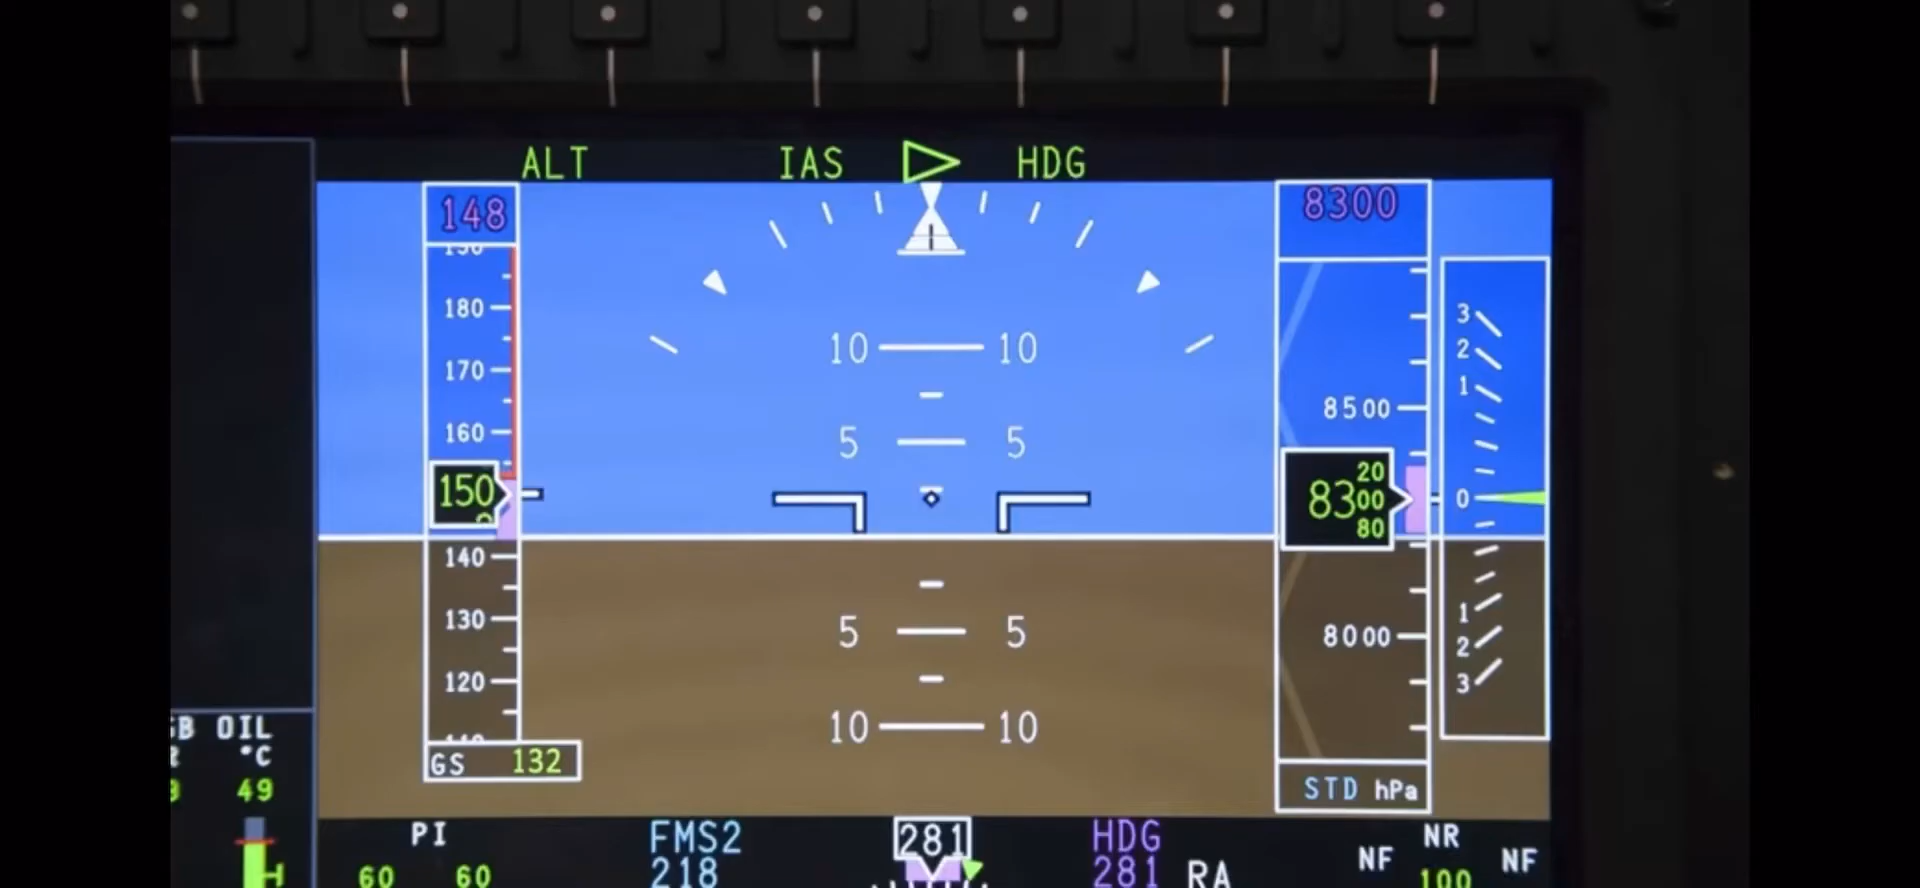 ALT IAS HDG
148 8300
180
170
160
150
140
130
120
GS 132
10 10
5 5
5 5
10 10
8500
8300
20
80
8000
STD hPa
3
2
1
0
1
2
3
OIL
°C
49
PI
60 60
FMS2
218
281
HDG
281
RA
NR
NF NF
100